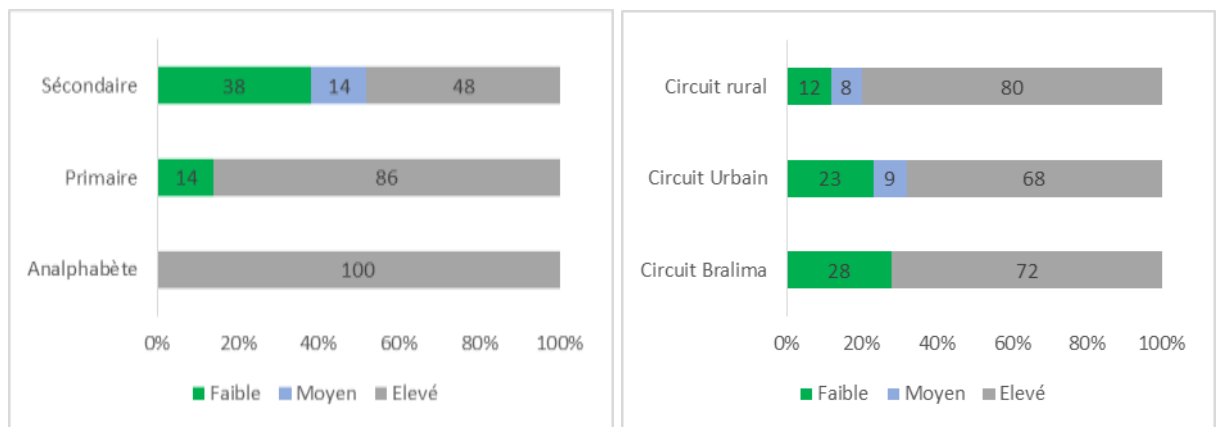 Sécondaire 38 14 48
Primaire 14 86
Analphabète 100
0% 20% 40% 60% 80% 100%
Faible Moyen Elevé
Circuit rural 12 8 80
Circuit Urbain 23 9 68
Circuit Bralima 28 72
0% 20% 40% 60% 80% 100%
Faible Moyen Elevé